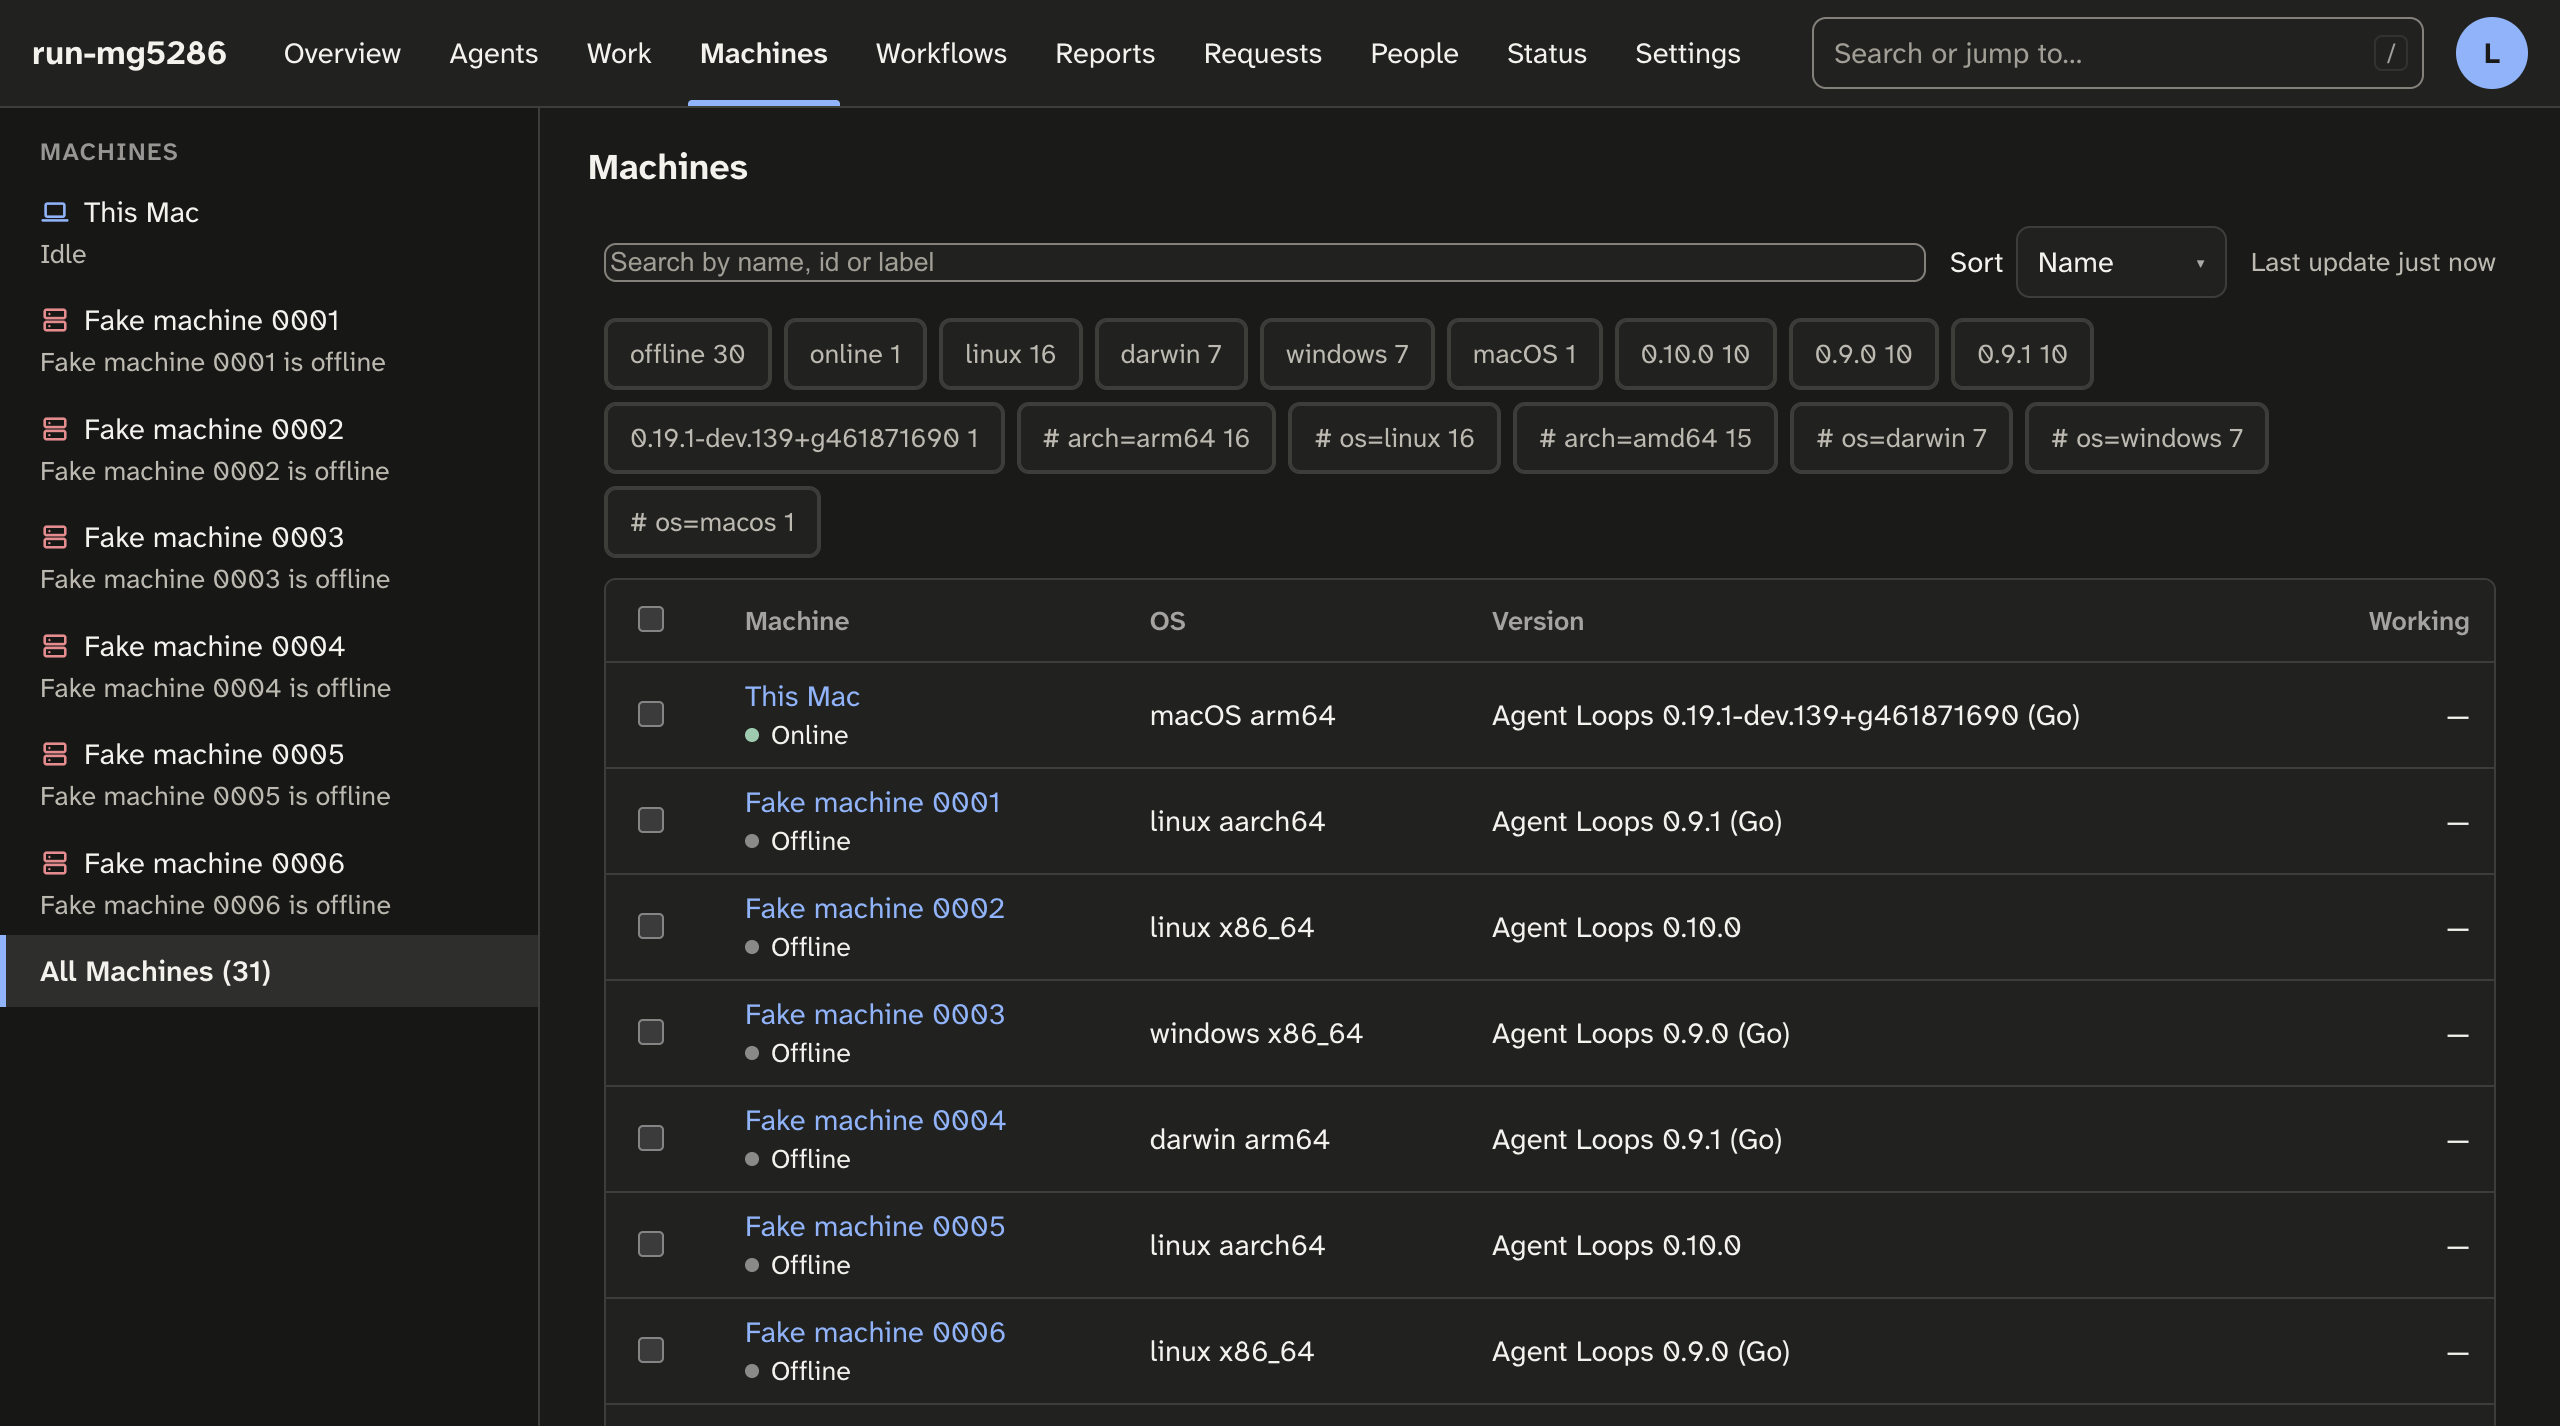 run-mg5286 Overview Agents Work Machines Workflows Reports Requests People Status Settings Search or jump to... / L
MACHINES
This Mac
Idle
Fake machine 0001
Fake machine 0001 is offline
Fake machine 0002
Fake machine 0002 is offline
Fake machine 0003
Fake machine 0003 is offline
Fake machine 0004
Fake machine 0004 is offline
Fake machine 0005
Fake machine 0005 is offline
Fake machine 0006
Fake machine 0006 is offline
All Machines (31)
Machines
Search by name, id or label Sort Name Last update just now
offline 30 online 1 linux 16 darwin 7 windows 7 macOS 1 0.10.0 10 0.9.0 10 0.9.1 10
0.19.1-dev.139+g461871690 1 # arch=arm64 16 # os=linux 16 # arch=amd64 15 # os=darwin 7 # os=windows 7
# os=macos 1
Machine OS Version Working
This Mac
Online
macOS arm64 Agent Loops 0.19.1-dev.139+g461871690 (Go) —
Fake machine 0001
Offline
linux aarch64 Agent Loops 0.9.1 (Go) —
Fake machine 0002
Offline
linux x86_64 Agent Loops 0.10.0 —
Fake machine 0003
Offline
windows x86_64 Agent Loops 0.9.0 (Go) —
Fake machine 0004
Offline
darwin arm64 Agent Loops 0.9.1 (Go) —
Fake machine 0005
Offline
linux aarch64 Agent Loops 0.10.0 —
Fake machine 0006
Offline
linux x86_64 Agent Loops 0.9.0 (Go) —